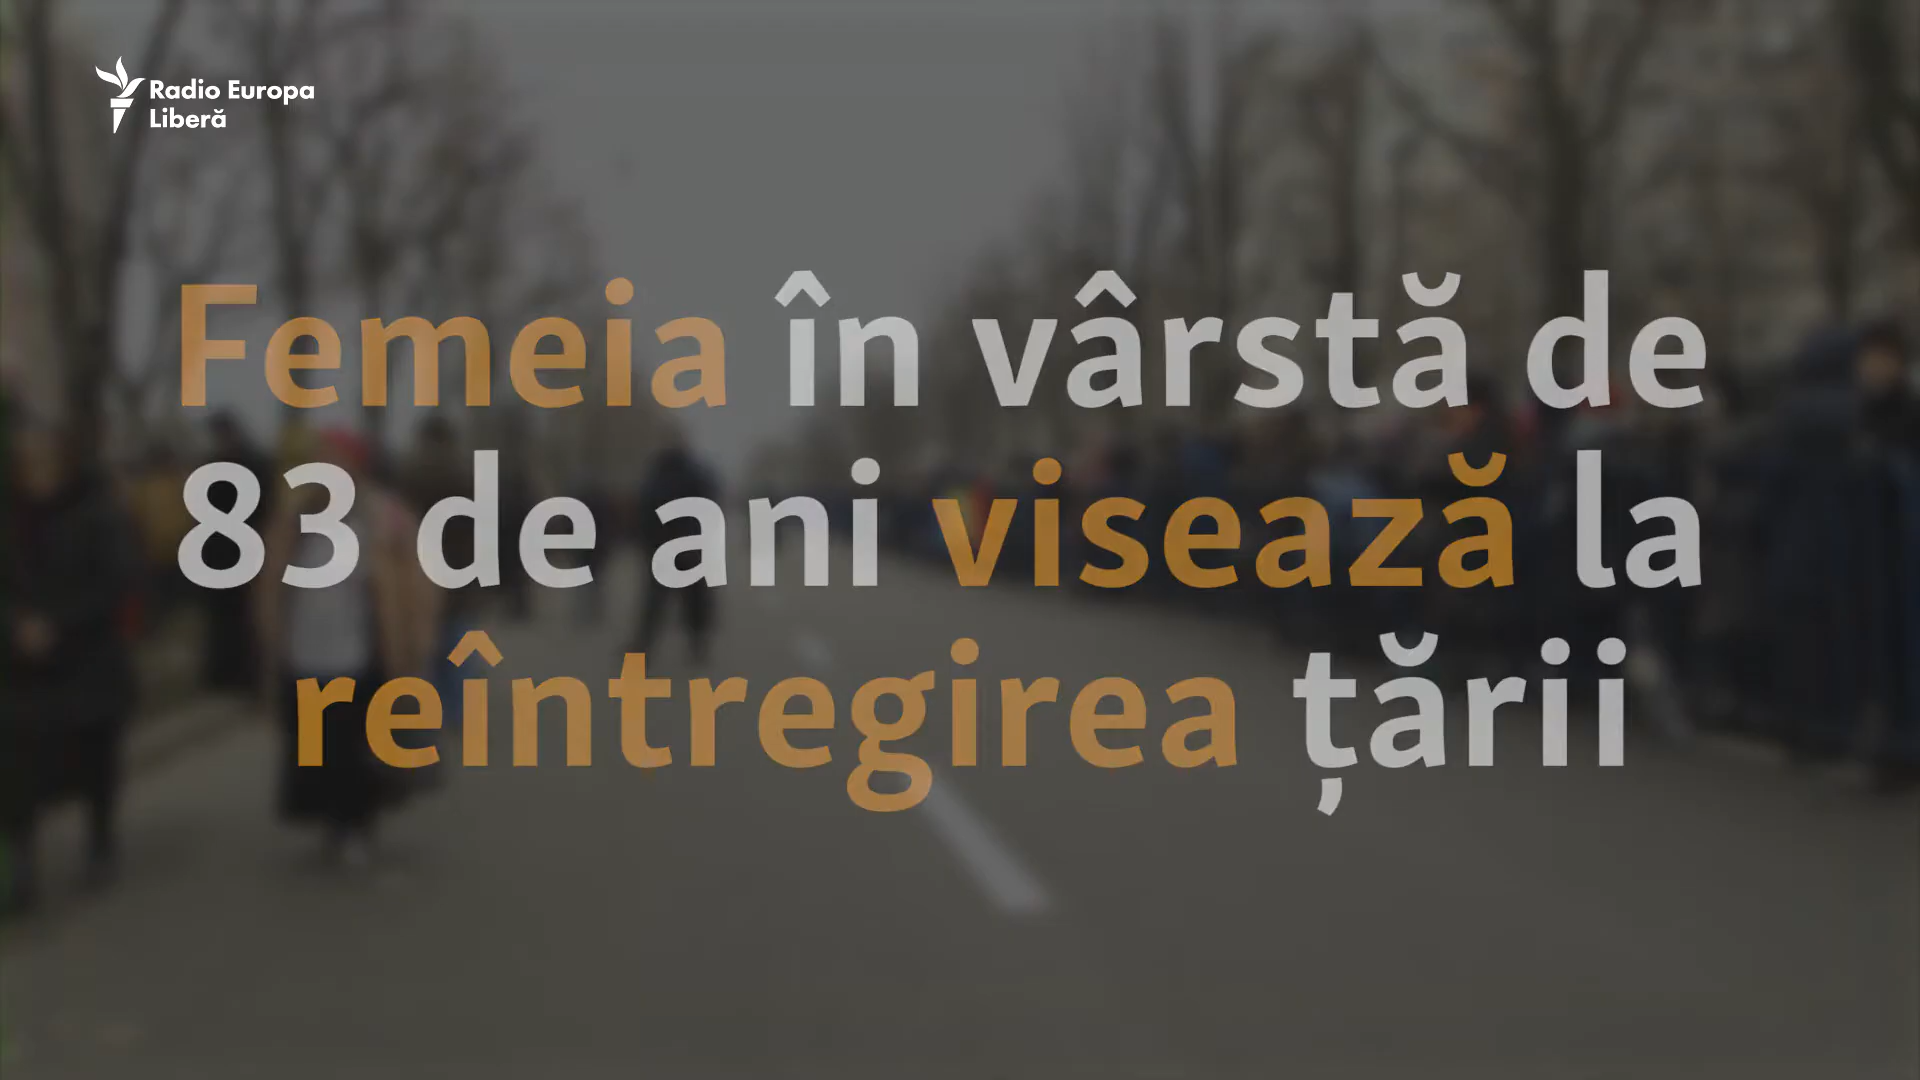 Radio Europa
Liberă
Femeia în vârstă de
83 de ani visează la
reîntregirea țării